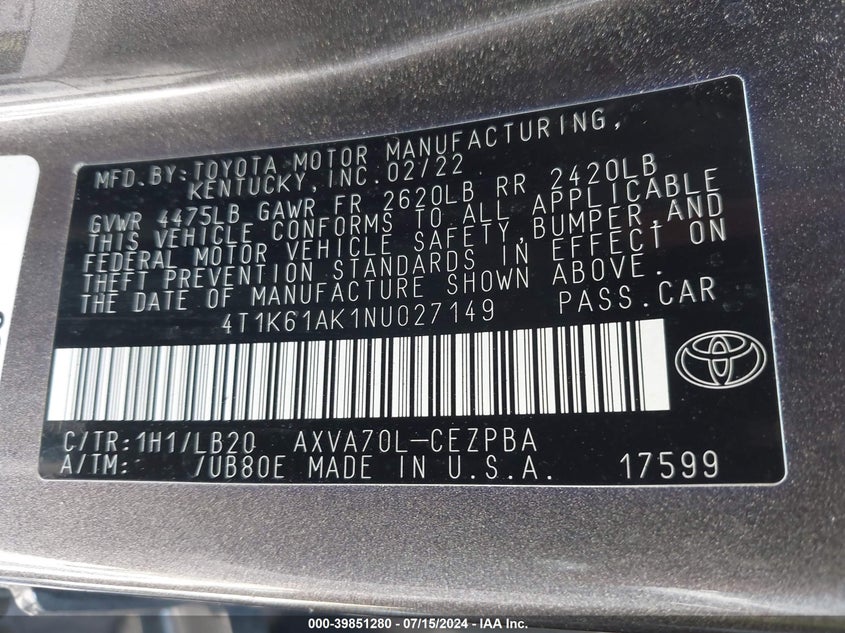 MFD.BY:TOYOTA MOTOR MANUFACTURING,
KENTUCKY,INC.02/22
GVWR 4475LB GAWR FR 2620LB RR 2420LB
THIS VEHICLE CONFORMS TO ALL APPLICABLE
FEDERAL MOTOR VEHICLE SAFETY,BUMPER,AND
THEFT PREVENTION STANDARDS IN EFFECT ON
THE DATE OF MANUFACTURE SHOWN ABOVE.
4T1K61AK1NU027149 PASS.CAR
C/TR:1H1/LB20 AXVA70L-CEZPBA
A/TM: /UB80E MADE IN U.S.A. 17599
000-39851280 - 07/15/2024 - IAA Inc.